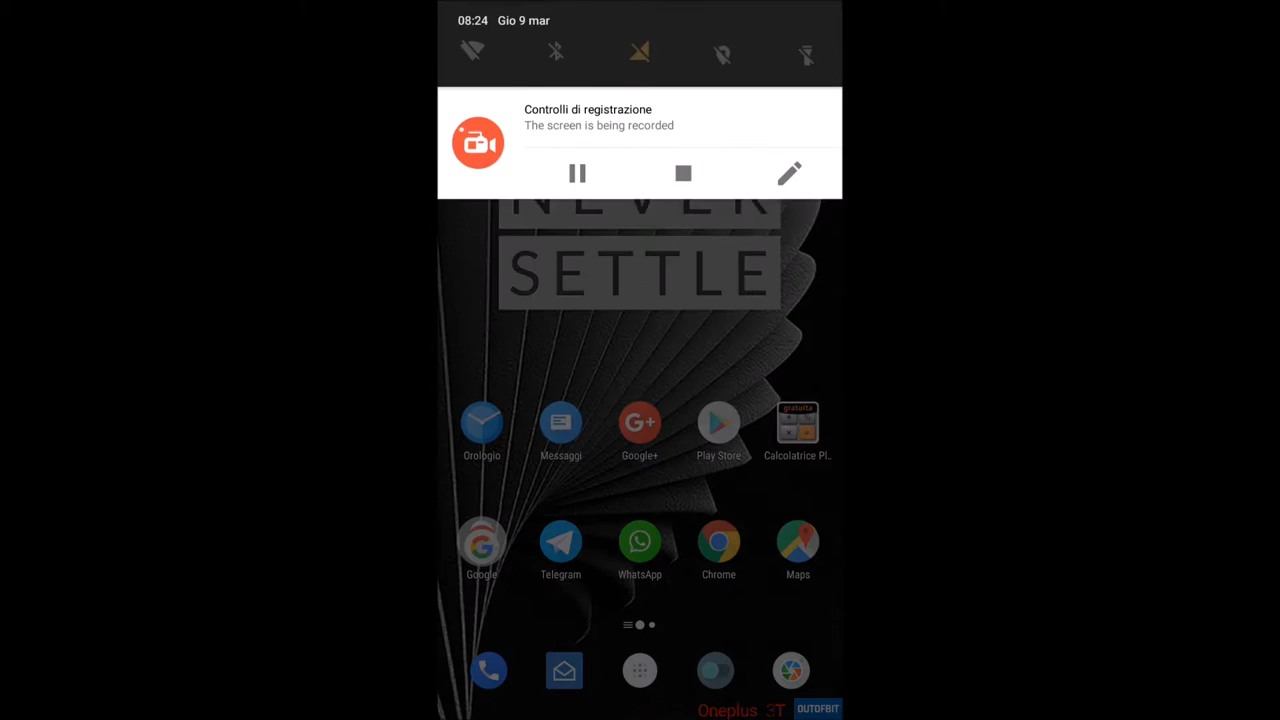 08:24 Gio 9 mar
Controlli di registrazione
The screen is being recorded
NEVER
SETTLE
gratuita
Orologio Messaggi Google+ Play Store Calcolatrice Pl..
Google Telegram WhatsApp Chrome Maps
Oneplus 3T OUTOFBIT